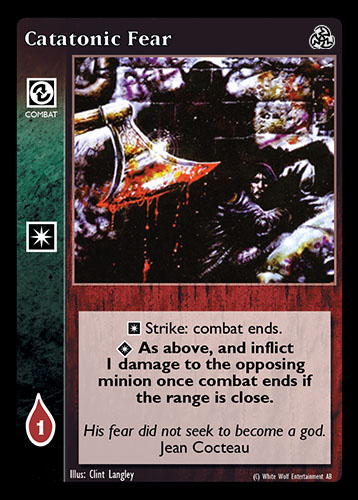 Catatonic Fear
COMBAT
Strike: combat ends.
As above, and inflict
1 damage to the opposing
minion once combat ends if
the range is close.
His fear did not seek to become a god.
Jean Cocteau
1
Illus: Clint Langley
(C) White Wolf Entertainment AB